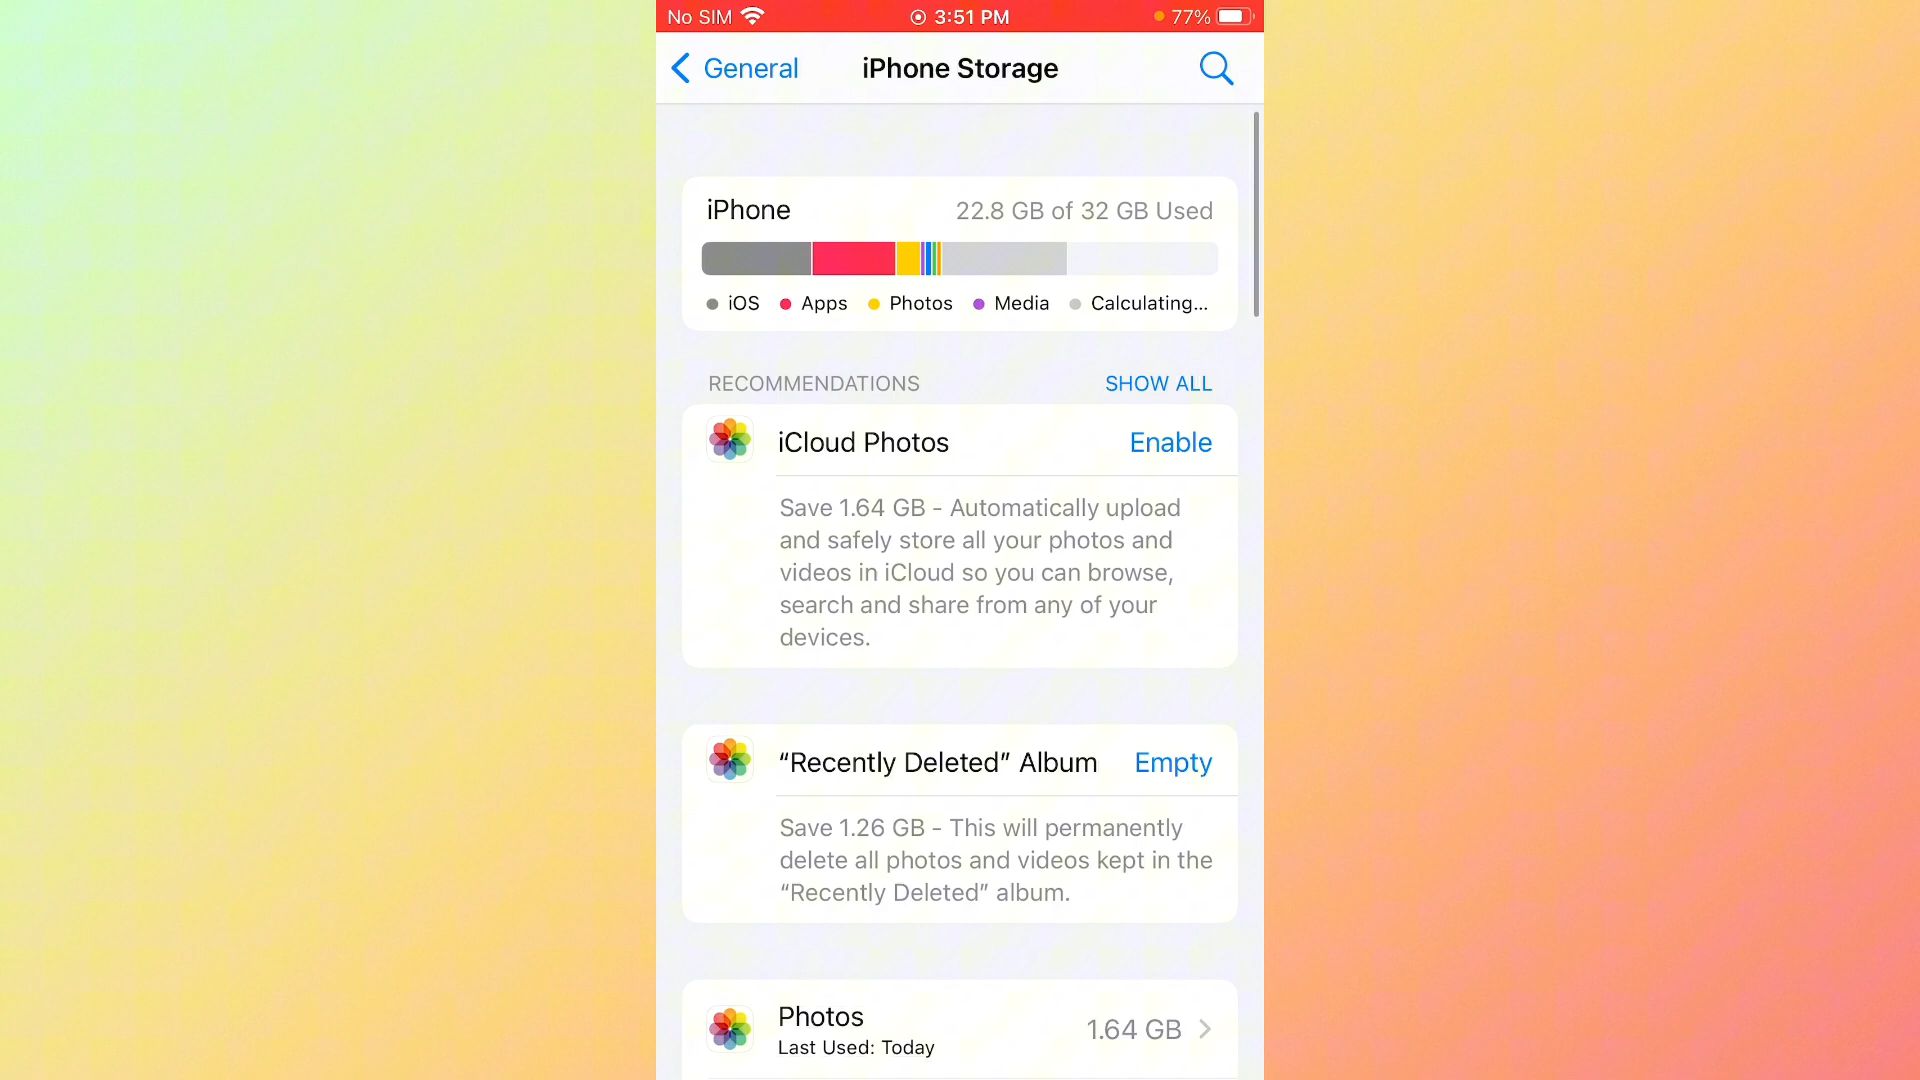 No SIM 3:51 PM 77%
General iPhone Storage
iPhone 22.8 GB of 32 GB Used
iOS Apps Photos Media Calculating...
RECOMMENDATIONS SHOW ALL
iCloud Photos Enable
Save 1.64 GB - Automatically upload
and safely store all your photos and
videos in iCloud so you can browse,
search and share from any of your
devices.
“Recently Deleted” Album Empty
Save 1.26 GB - This will permanently
delete all photos and videos kept in the
“Recently Deleted” album.
Photos 1.64 GB
Last Used: Today